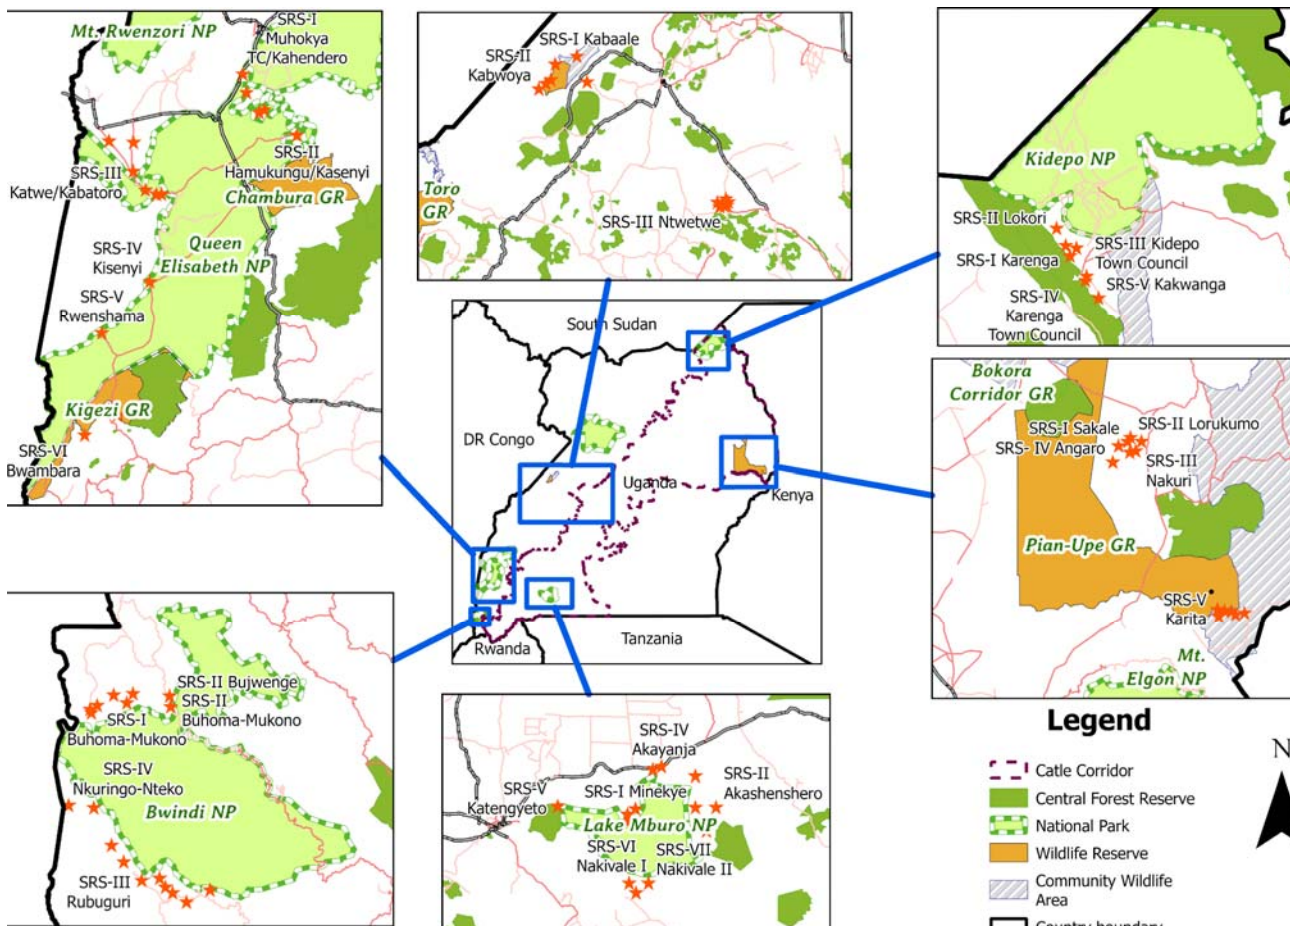 Mt. Rwenzori NP
SRS-I
Muhokya
TC/Kahendero
SRS-II
Hamukungu/Kasenyi
SRS-III
Katwe/Kabatoro
Chambura GR
SRS-IV
Kisenyi
Queen
Elisabeth NP
SRS-V
Rwenshama
Kigezi GR
SRS-VI
Bwambara
SRS-I Kabaale
SRS-II
Kabwoya
Toro
GR
SRS-III Ntwetwe
Kidepo NP
SRS-II Lokori
SRS-I Karenga
SRS-III Kidepo
Town Council
SRS-V Kakwanga
SRS-IV
Karenga
Town Council
South Sudan
DR Congo
Uganda
Kenya
Rwanda
Tanzania
Bokora
Corridor GR
SRS-I Sakale
SRS- IV Angaro
SRS-II Lorukumo
SRS-III
Nakuri
Pian-Upe GR
SRS-V
Karita
Mt.
Elgon NP
SRS-II Bujwenge
SRS-II
Buhoma-Mukono
SRS-I
Buhoma-Mukono
SRS-IV
Nkuringo-Nteko
Bwindi NP
SRS-III
Rubuguri
SRS-IV
Akayanja
SRS-V
Katengyeto
SRS-I Minekye
SRS-II
Akashenshero
Lake Mburo NP
SRS-VI
Nakivale I
SRS-VII
Nakivale II
Legend
N
Catle Corridor
Central Forest Reserve
National Park
Wildlife Reserve
Community Wildlife
Area
Country boundary